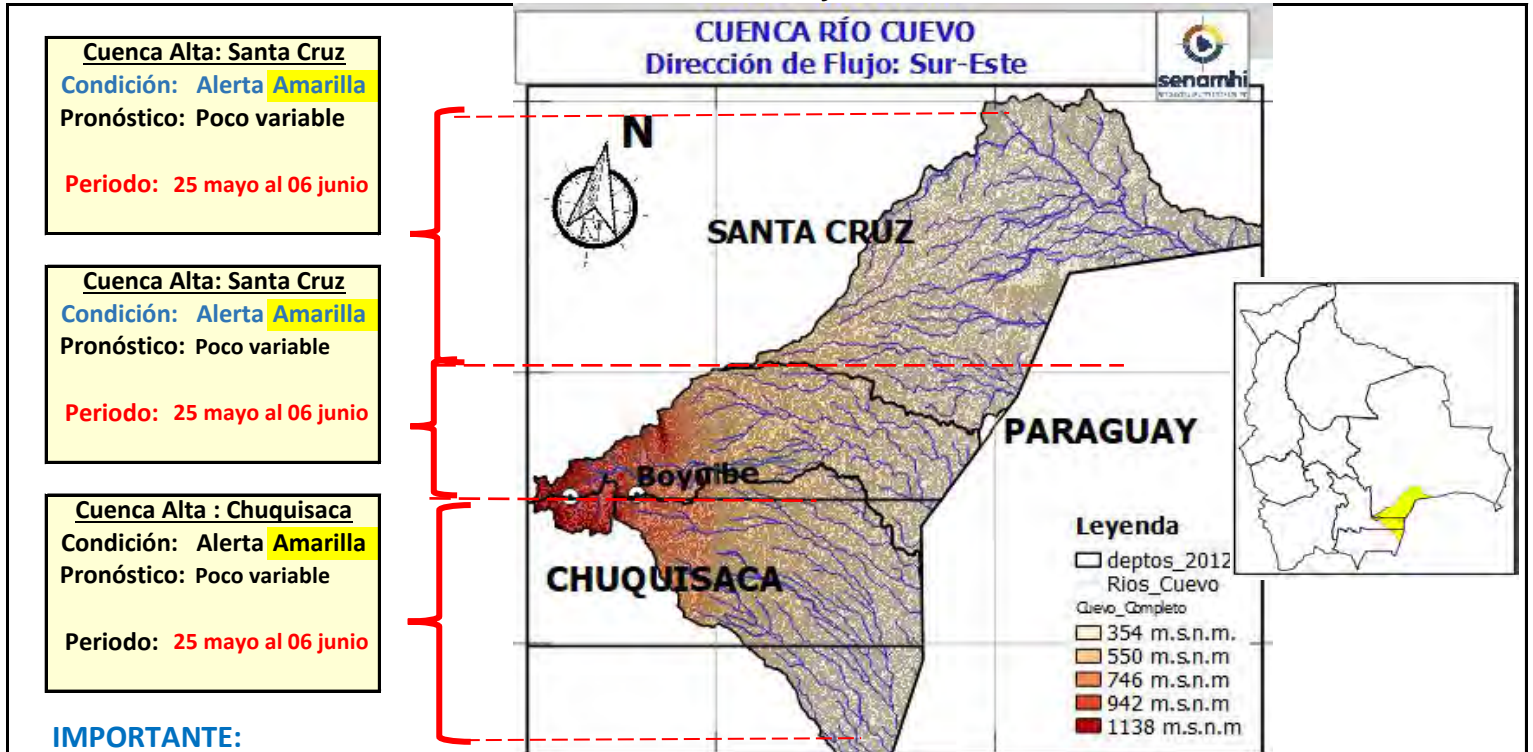 Cuenca Alta: Santa Cruz
Condición: Alerta Amarilla
Pronóstico: Poco variable
Periodo: 25 mayo al 06 junio
Cuenca Alta: Santa Cruz
Condición: Alerta Amarilla
Pronóstico: Poco variable
Periodo: 25 mayo al 06 junio
Cuenca Alta : Chuquisaca
Condición: Alerta Amarilla
Pronóstico: Poco variable
Periodo: 25 mayo al 06 junio
IMPORTANTE:
CUENCA RÍO CUEVO
Dirección de Flujo: Sur-Este
senamhi
N
SANTA CRUZ
PARAGUAY
Boyuibe
CHUQUISACA
Leyenda
deptos_2012
Rios_Cuevo
Cuevo_Completo
354 m.s.n.m.
550 m.s.n.m
746 m.s.n.m
942 m.s.n.m
1138 m.s.n.m